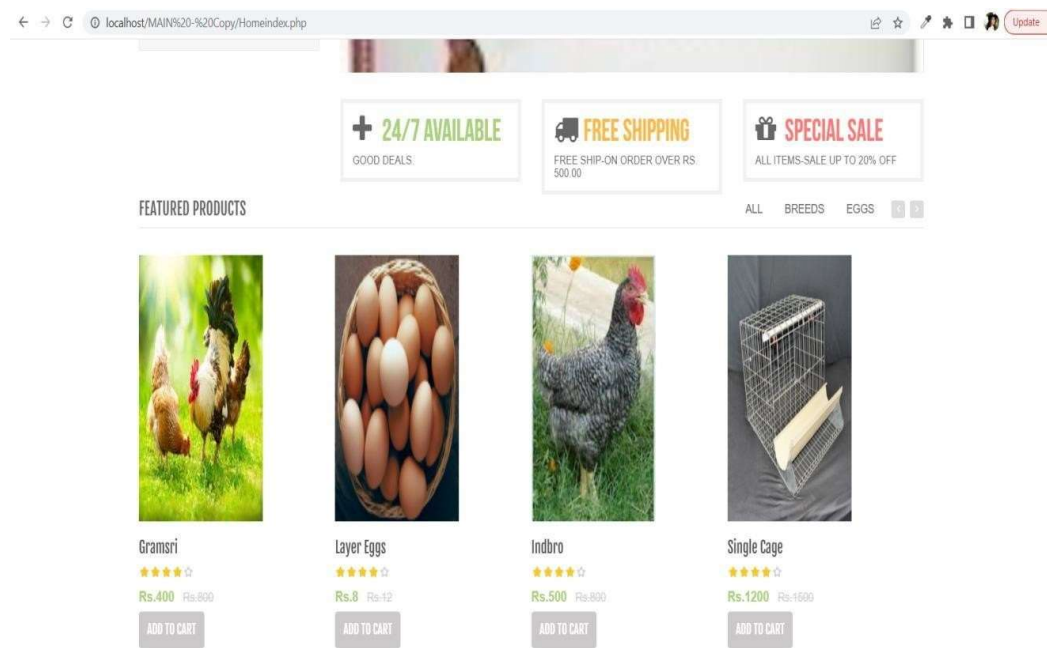 localhost/MAIN%20-%20Copy/Homeindex.php
Update
24/7 AVAILABLE
GOOD DEALS.
FREE SHIPPING
FREE SHIP-ON ORDER OVER RS.
500.00
SPECIAL SALE
ALL ITEMS-SALE UP TO 20% OFF
FEATURED PRODUCTS
ALL BREEDS EGGS
Gramsri
Rs.400 Rs.800
ADD TO CART
Layer Eggs
Rs.8 Rs.12
ADD TO CART
Indbro
Rs.500 Rs.800
ADD TO CART
Single Cage
Rs.1200 Rs.1500
ADD TO CART